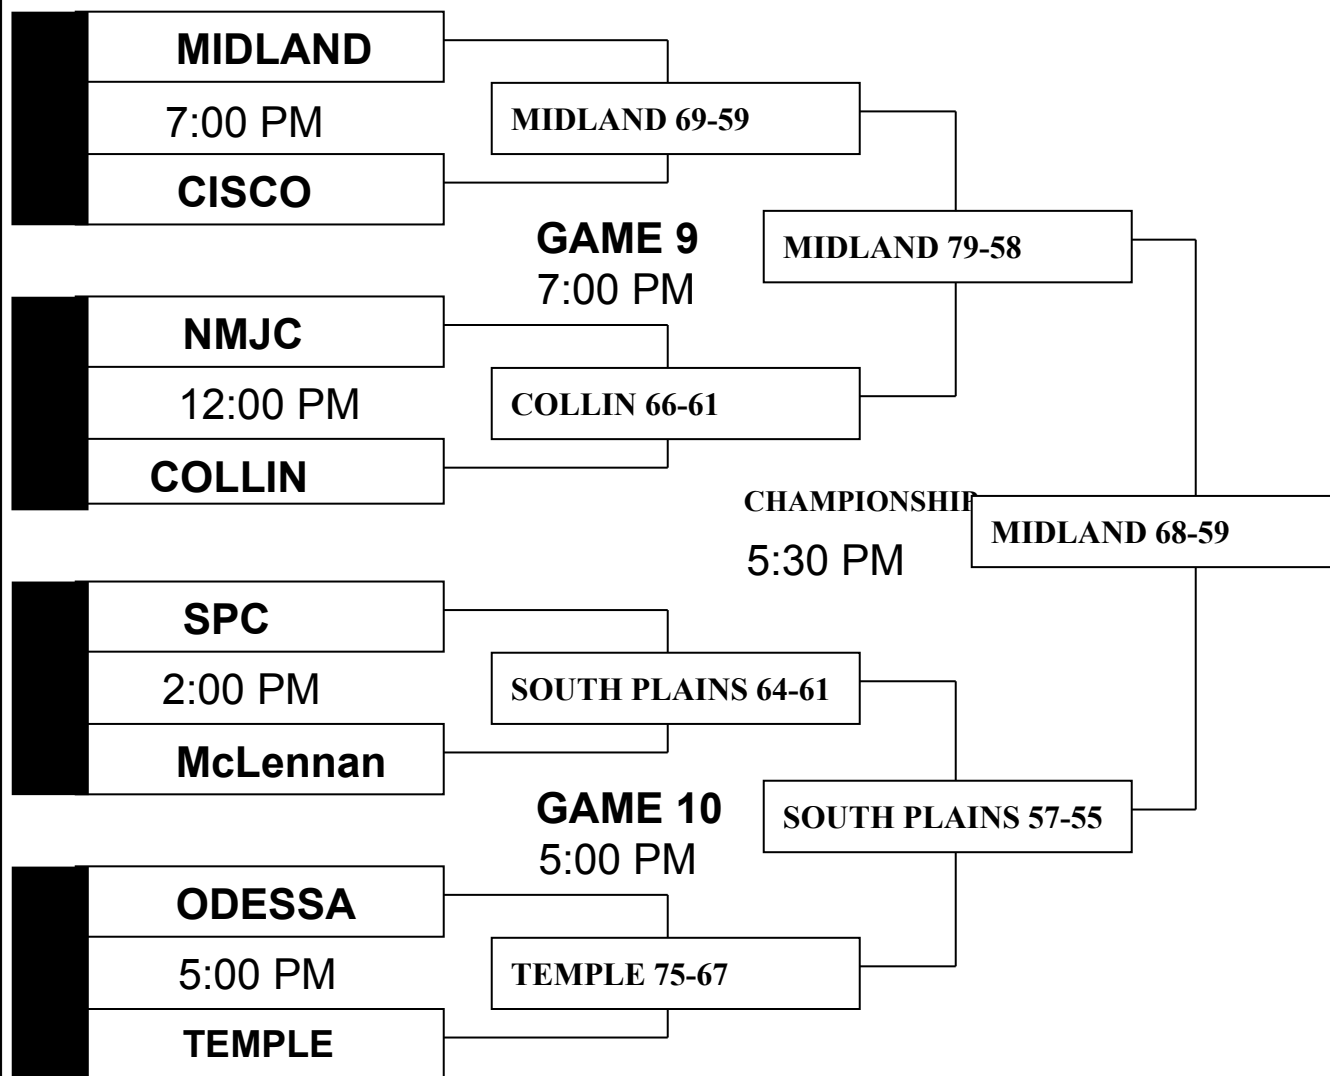 MIDLAND
7:00 PM
MIDLAND 69-59
CISCO
GAME 9
7:00 PM
MIDLAND 79-58
NMJC
12:00 PM
COLLIN 66-61
COLLIN
CHAMPIONSHIP
5:30 PM
MIDLAND 68-59
SPC
2:00 PM
SOUTH PLAINS 64-61
McLennan
GAME 10
5:00 PM
SOUTH PLAINS 57-55
ODESSA
5:00 PM
TEMPLE 75-67
TEMPLE